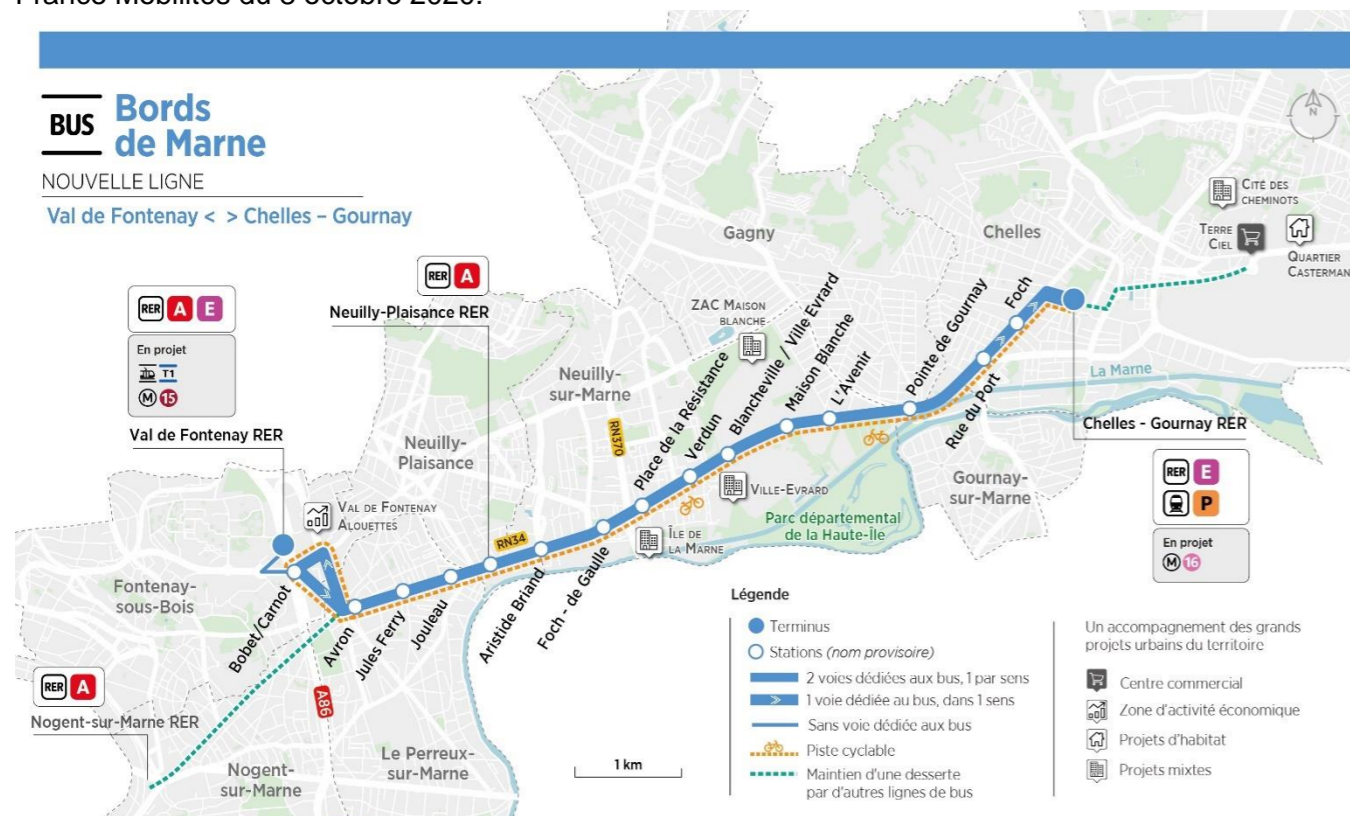 BUS
Bords
de Marne
NOUVELLE LIGNE
Val de Fontenay < > Chelles – Gournay
RER A E
En projet
T1
M 15
Val de Fontenay RER
RER A
Neuilly-Plaisance RER
Gagny
Chelles
CITÉ DES
CHEMINOTS
TERRE
CIEL
QUARTIER
CASTERMAN
ZAC MAISON
BLANCHE
Neuilly-
sur-Marne
Neuilly-
Plaisance
RN370
RN34
VAL DE FONTENAY
ALOUETTES
Fontenay-
sous-Bois
Bobet/Carnot
Avron
Jules Ferry
Jouleau
Aristide Briand
Foch - de Gaulle
Place de la Résistance
Verdun
Blancheville / Ville Evrard
Maison Blanche
L'Avenir
Pointe de Gournay
Rue du Port
Foch
La Marne
Chelles - Gournay RER
RER E
P
En projet
M 16
Gournay-
sur-Marne
VILLE-EVRARD
ÎLE DE
LA MARNE
Parc départemental
de la Haute-Île
RER A
Nogent-sur-Marne RER
A86
Nogent-
sur-Marne
Le Perreux-
sur-Marne
1 km
N
Légende
Terminus
Stations (nom provisoire)
2 voies dédiées aux bus, 1 par sens
1 voie dédiée au bus, dans 1 sens
Sans voie dédiée aux bus
Piste cyclable
Maintien d'une desserte
par d'autres lignes de bus
Un accompagnement des grands
projets urbains du territoire
Centre commercial
Zone d'activité économique
Projets d'habitat
Projets mixtes